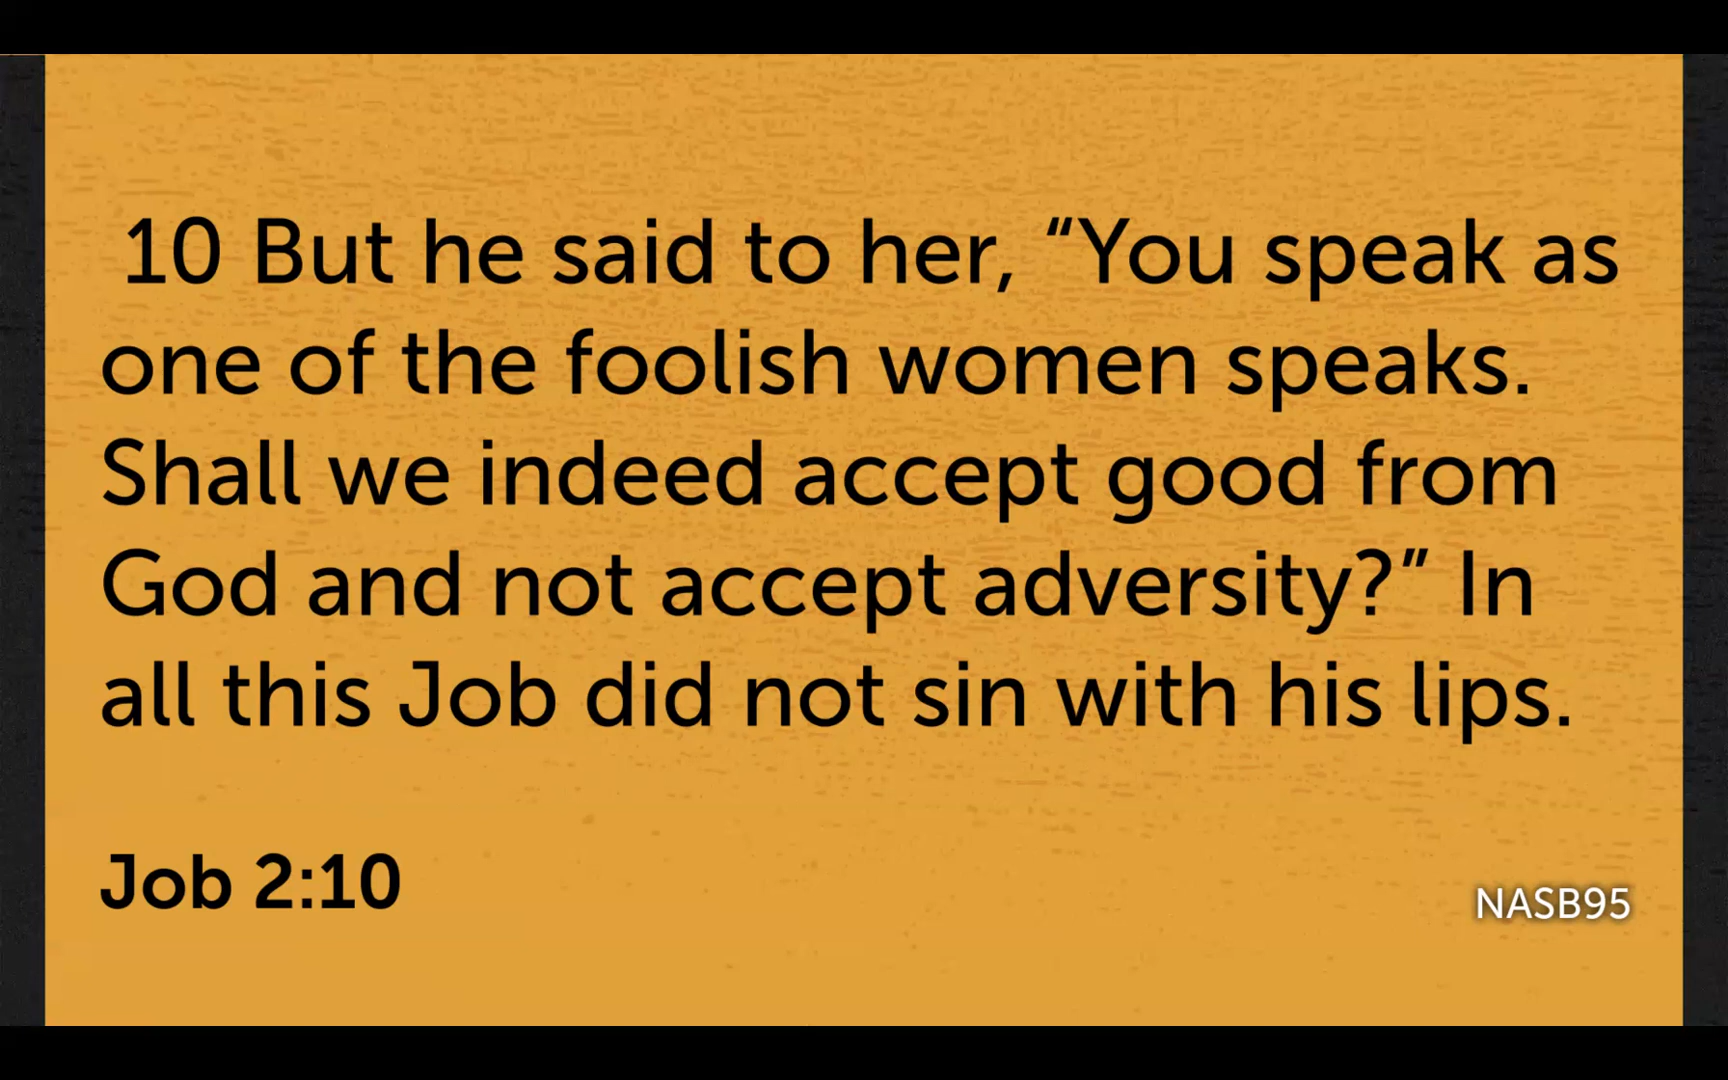 10 But he said to her, “You speak as
one of the foolish women speaks.
Shall we indeed accept good from
God and not accept adversity?” In
all this Job did not sin with his lips.
Job 2:10
NASB95